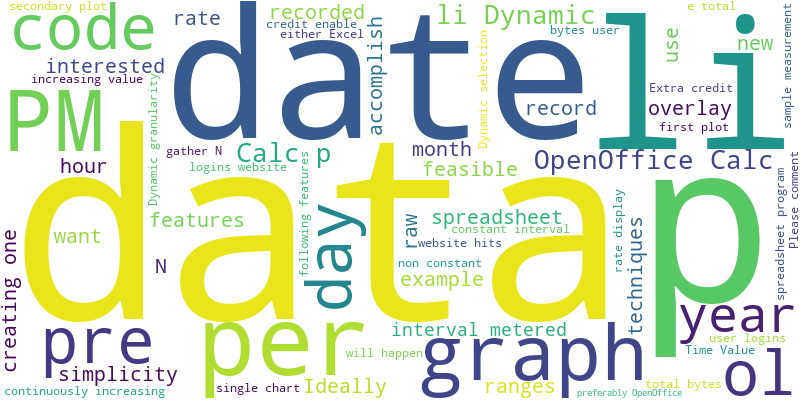 secondary plot
code
rate
recorded
credit enable
either Excel
li Dynamic
e total
bytes user
use
new
sample measurement
interested
increasing value
date
li
accomplish
Dynamic selection
Extra credit
PM
record
overlay
first plot
Dynamic granularity
gather N
Calc p
month
OpenOffice Calc
hour
logins website
feasible
data
p
following features
day
raw
spreadsheet
constant interval
rate display
techniques
spreadsheet program
Please comment
features
want
website hits
N
non constant
example
creating one
year
pre
per
interval metered
graph
user logins
will happen
Time Value
simplicity
ol
continuously increasing
single chart
Ideally
ranges
preferably OpenOffice
total bytes